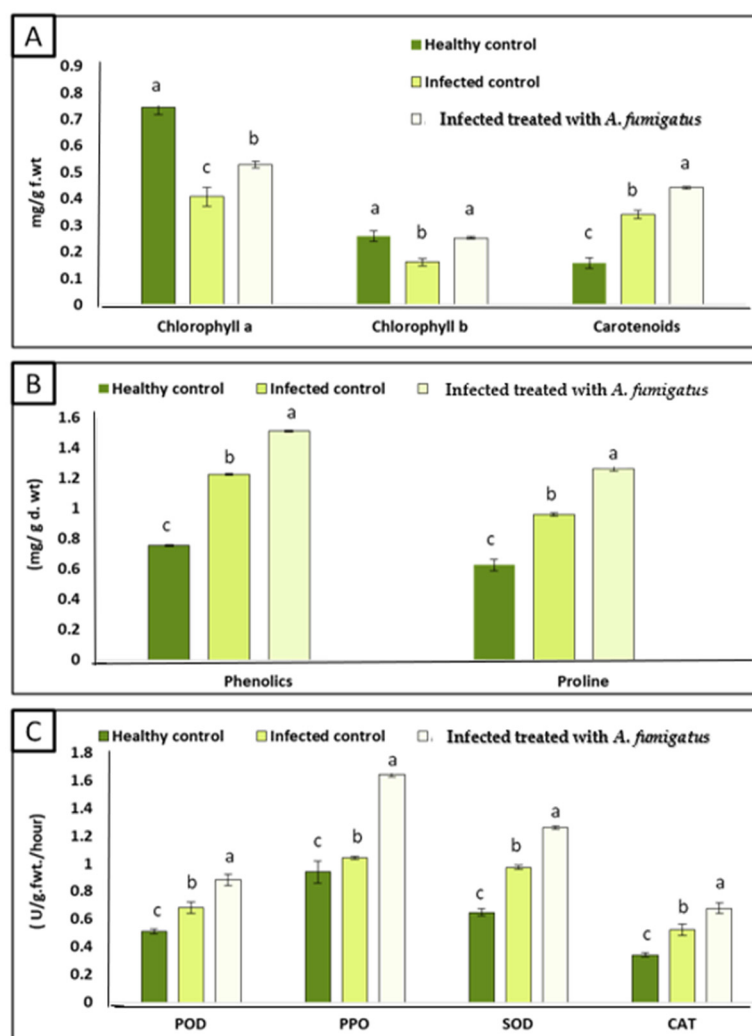 A
Healthy control
Infected control
Infected treated with A. fumigatus
mg/g f.wt
0.9
0.8
0.7
0.6
0.5
0.4
0.3
0.2
0.1
0
a
c
b
a
b
a
c
b
a
Chlorophyll a Chlorophyll b Carotenoids
B
Healthy control Infected control Infected treated with A. fumigatus
(mg/ g d. wt)
1.6
1.4
1.2
1
0.8
0.6
0.4
0.2
0
c
b
a
c
b
a
Phenolics Proline
C
Healthy control Infected control Infected treated with A. fumigatus
( U/g.fwt./hour)
1.8
1.6
1.4
1.2
1
0.8
0.6
0.4
0.2
0
c
b
a
c
b
a
c
b
a
c
b
a
POD PPO SOD CAT